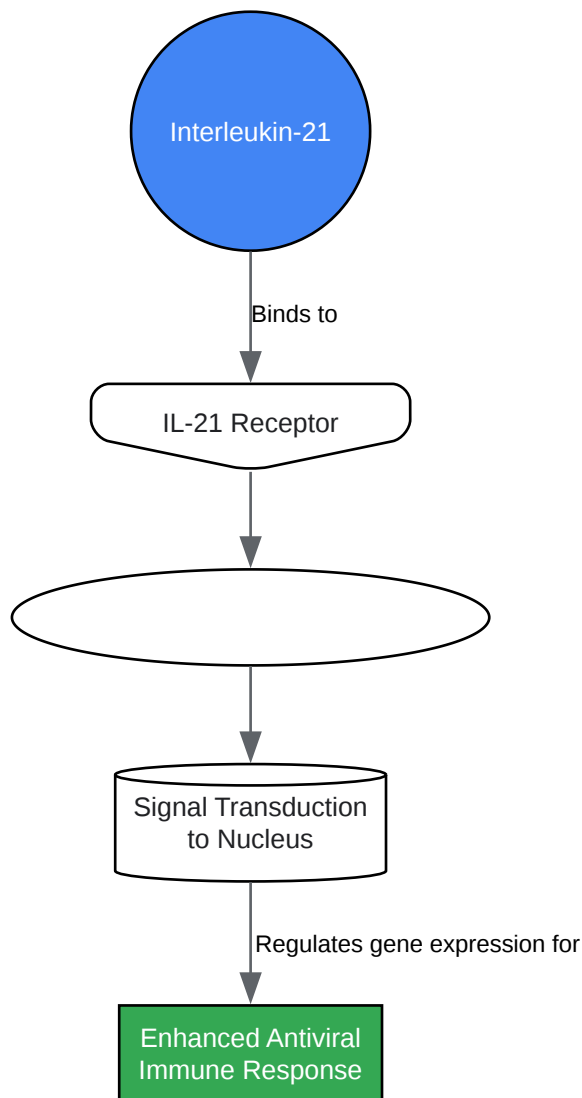 Interleukin-21
Binds to
IL-21 Receptor
Signal Transduction
to Nucleus
Regulates gene expression for
Enhanced Antiviral
Immune Response